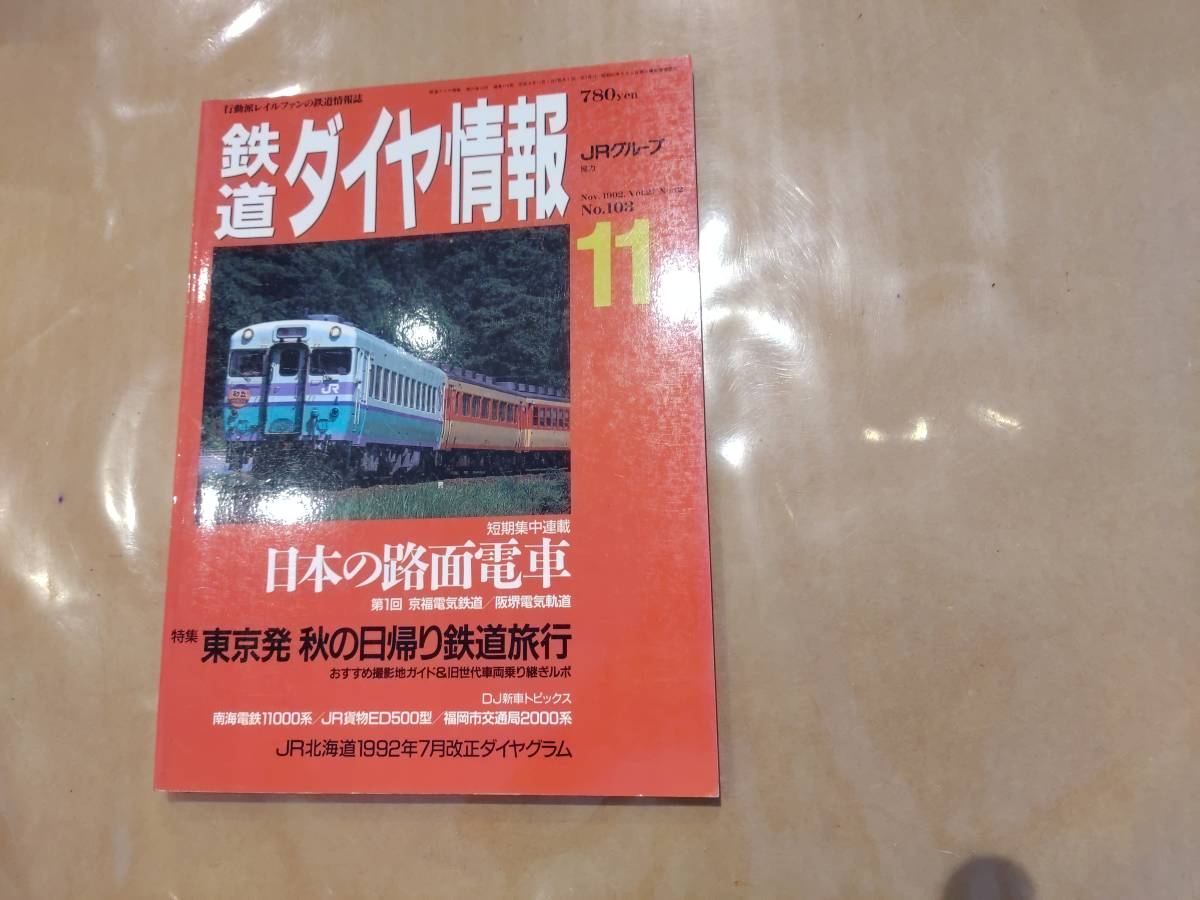 行動派レイルファンの鉄道情報誌
780yen
鉄道ダイヤ情報
JRグループ
協力
Nov. 1992.
No.103
11
JR
短期集中連載
日本の路面電車
第1回 京福電気鉄道/阪堺電気軌道
特集 東京発 秋の日帰り鉄道旅行
おすすめ撮影地ガイド&旧世代車両乗り継ぎルポ
DJ新車トピックス
南海電鉄11000系/JR貨物ED500型/福岡市交通局2000系
JR北海道1992年7月改正ダイヤグラム